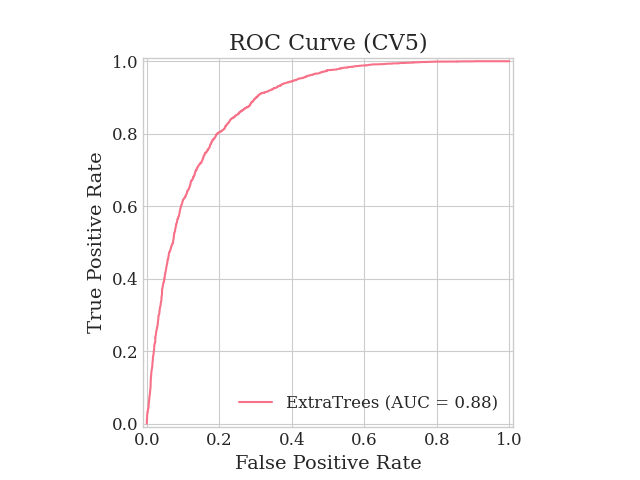 ROC Curve (CV5)
True Positive Rate
1.0
0.8
0.6
0.4
0.2
0.0
ExtraTrees (AUC = 0.88)
0.0 0.2 0.4 0.6 0.8 1.0
False Positive Rate